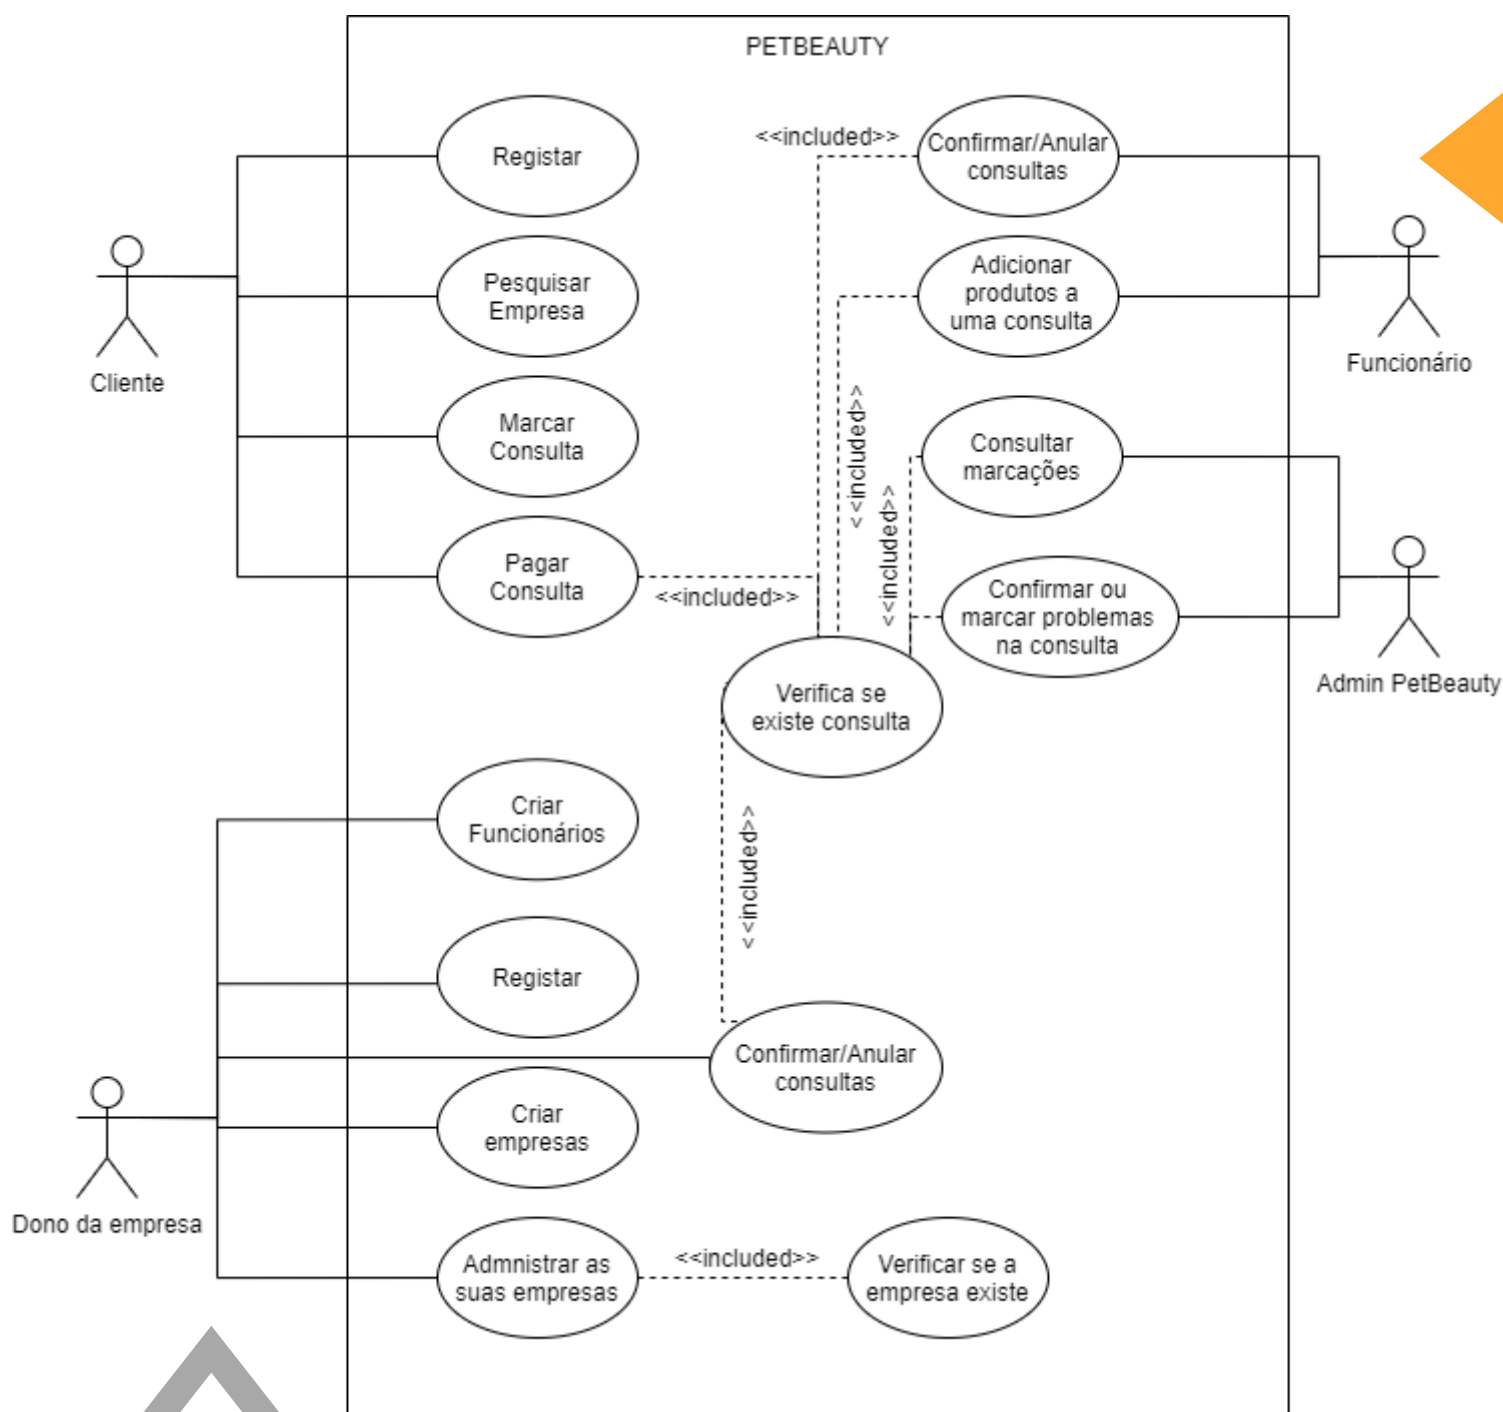 PETBEAUTY
Registar
<<included>>
Confirmar/Anular
consultas
Pesquisar
Empresa
Adicionar
produtos a
uma consulta
Cliente
Funcionário
Marcar
Consulta
<<included>>
Consultar
marcações
<<included>>
Pagar
Consulta
<<included>>
Confirmar ou
marcar problemas
na consulta
Admin PetBeauty
Verifica se
existe consulta
Criar
Funcionários
<<included>>
Registar
Confirmar/Anular
consultas
Criar
empresas
Dono da empresa
Admnistrar as
suas empresas
<<included>>
Verificar se a
empresa existe